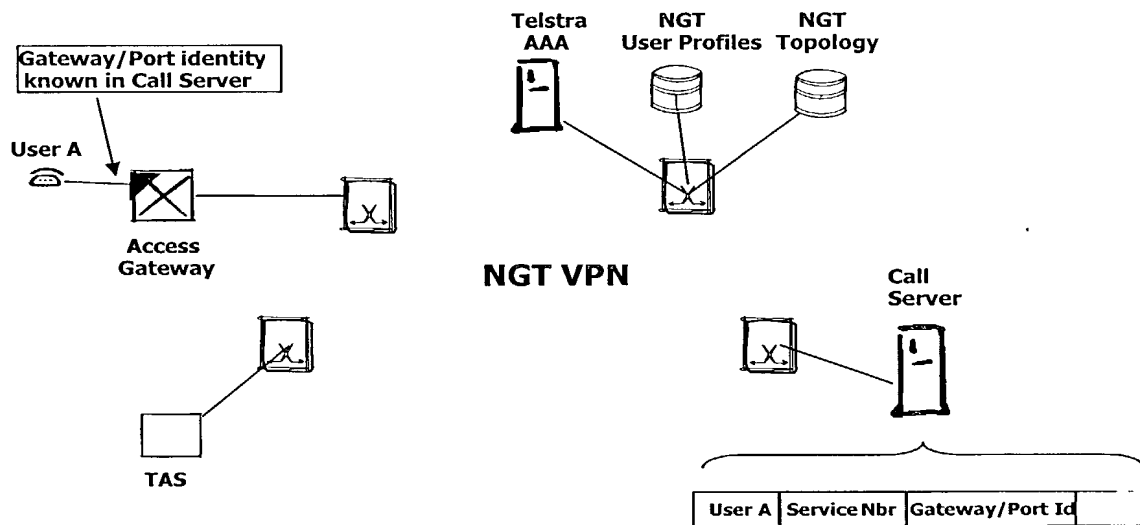 Telstra
AAA
NGT
User Profiles
NGT
Topology
Gateway/Port identity
known in Call Server
User A
Access
Gateway
NGT VPN
Call
Server
TAS
User A Service Nbr Gateway/Port Id